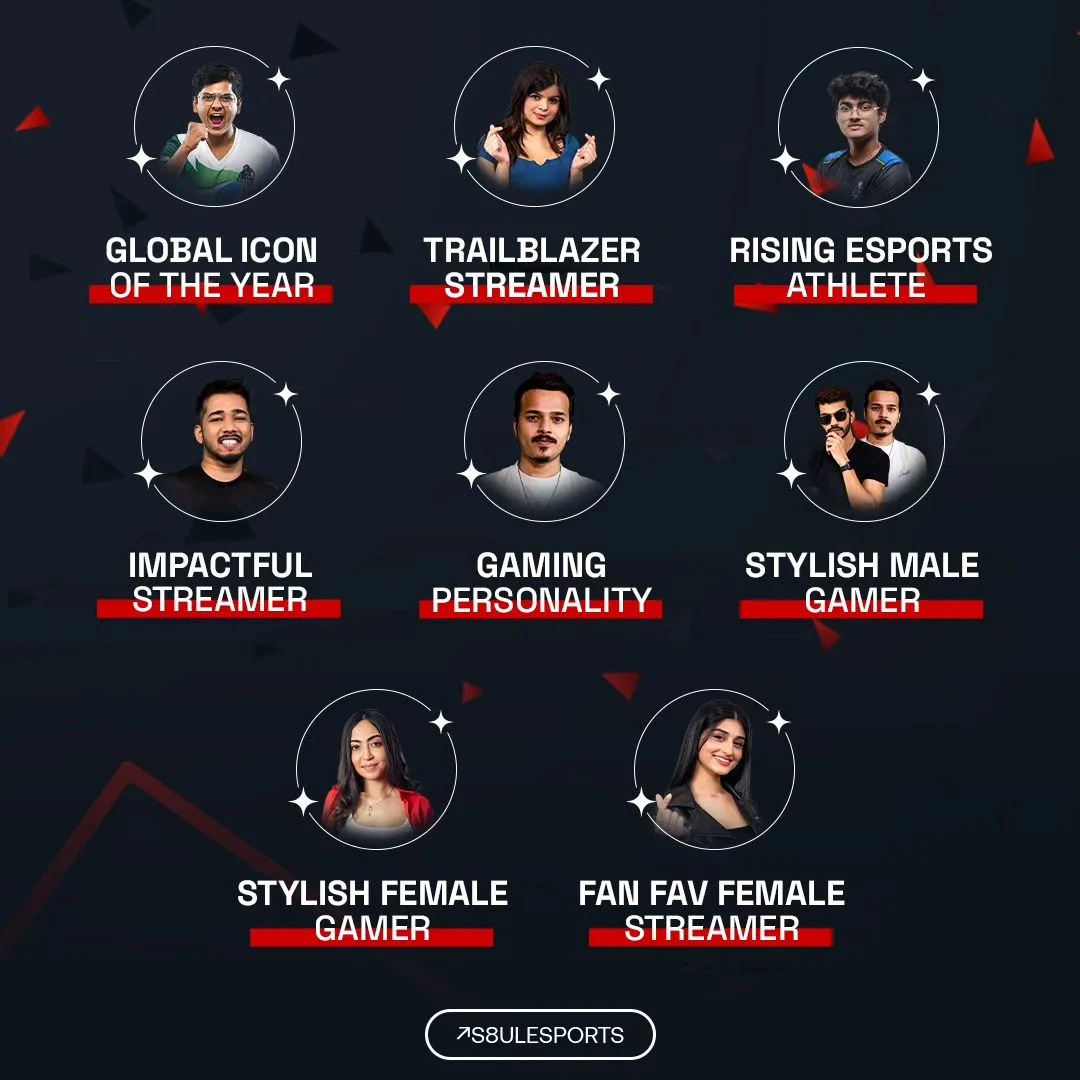 GLOBAL ICON
OF THE YEAR
TRAILBLAZER
STREAMER
RISING ESPORTS
ATHLETE
IMPACTFUL
STREAMER
GAMING
PERSONALITY
STYLISH MALE
GAMER
STYLISH FEMALE
GAMER
FAN FAV FEMALE
STREAMER
↗S8ULESPORTS